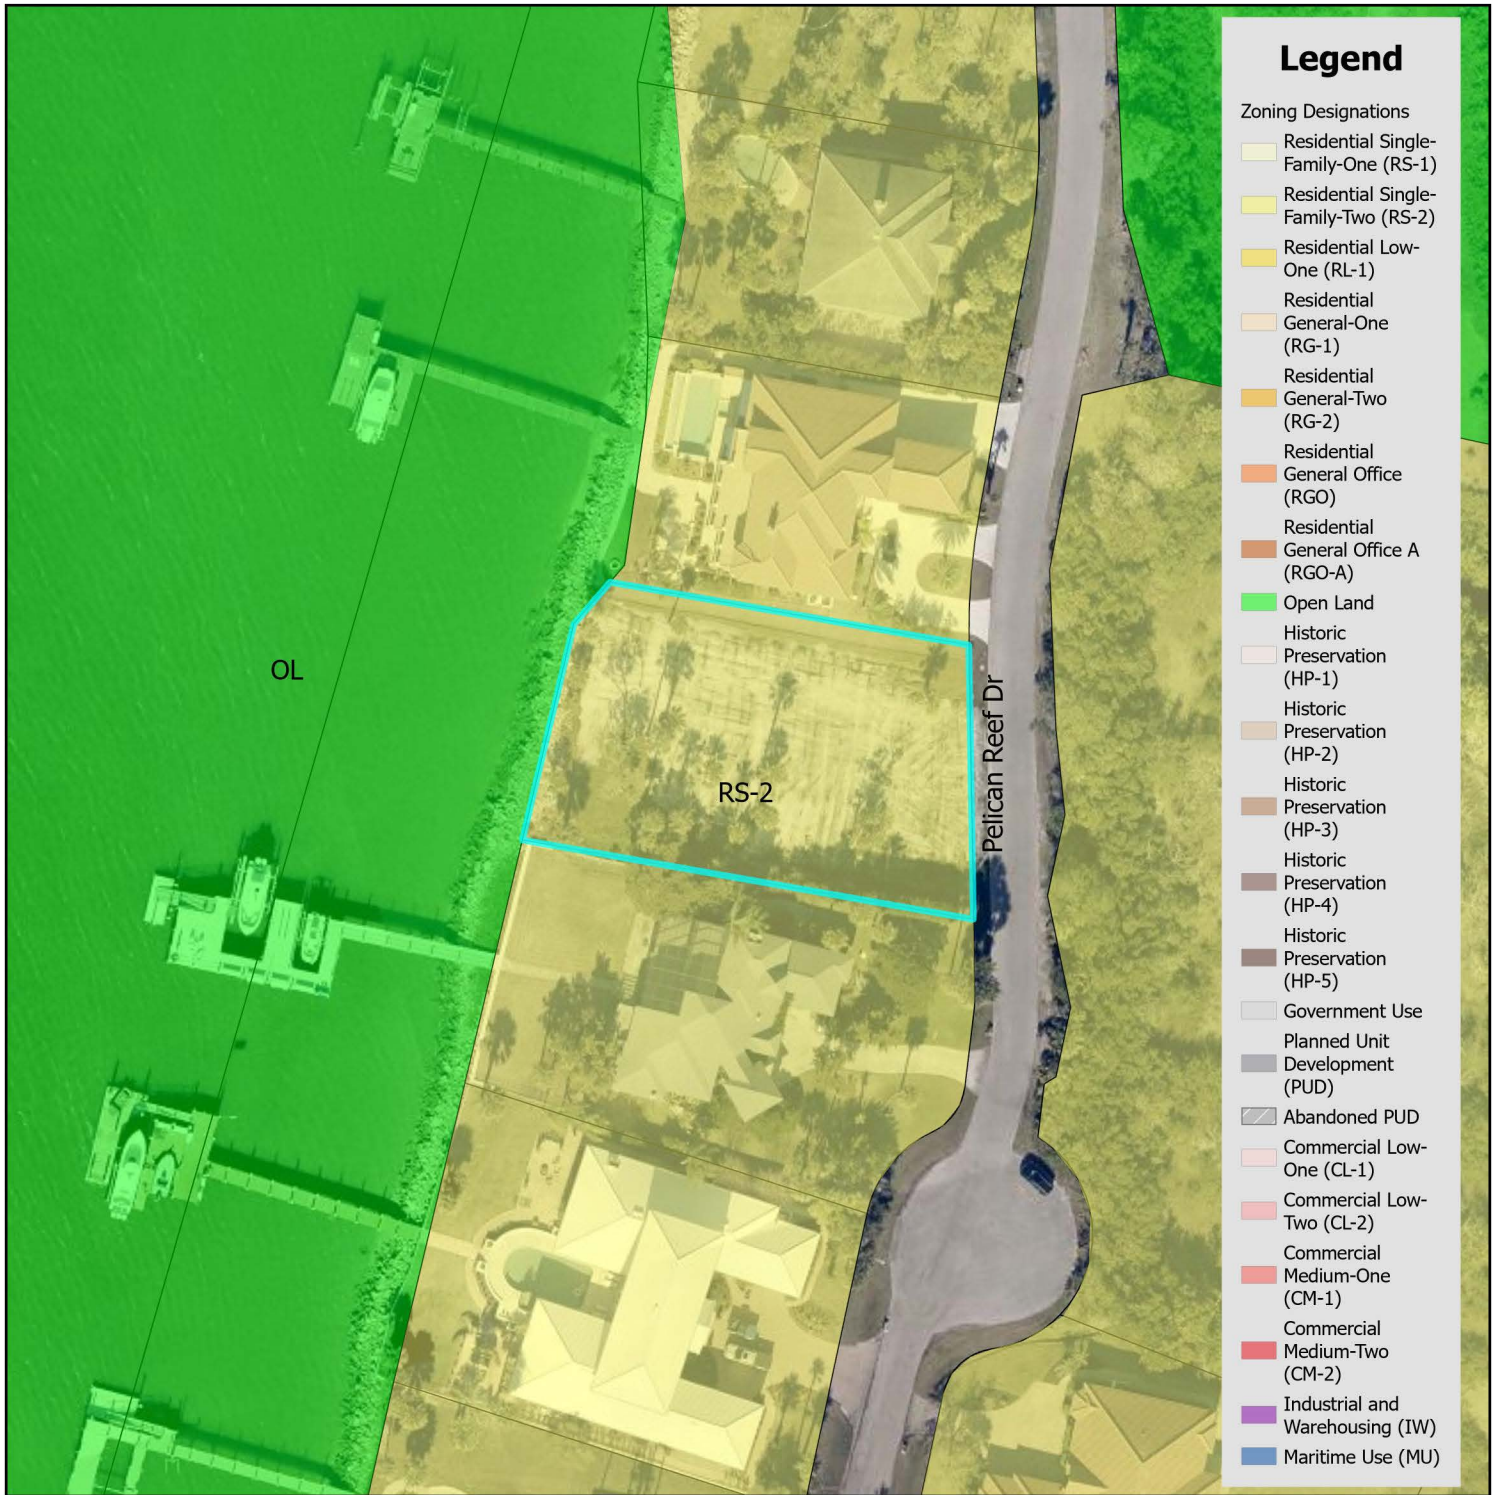 OL
RS-2
Pelican Reef Dr
Legend
Zoning Designations
Residential Single-
Family-One (RS-1)
Residential Single-
Family-Two (RS-2)
Residential Low-
One (RL-1)
Residential
General-One
(RG-1)
Residential
General-Two
(RG-2)
Residential
General Office
(RGO)
Residential
General Office A
(RGO-A)
Open Land
Historic
Preservation
(HP-1)
Historic
Preservation
(HP-2)
Historic
Preservation
(HP-3)
Historic
Preservation
(HP-4)
Historic
Preservation
(HP-5)
Government Use
Planned Unit
Development
(PUD)
Abandoned PUD
Commercial Low-
One (CL-1)
Commercial Low-
Two (CL-2)
Commercial
Medium-One
(CM-1)
Commercial
Medium-Two
(CM-2)
Industrial and
Warehousing (IW)
Maritime Use (MU)